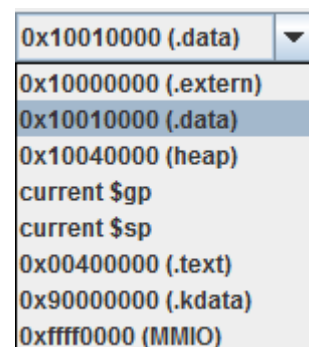 0x10010000 (.data)
0x10000000 (.extern)
0x10010000 (.data)
0x10040000 (heap)
current $gp
current $sp
0x00400000 (.text)
0x90000000 (.kdata)
0xffff0000 (MMIO)